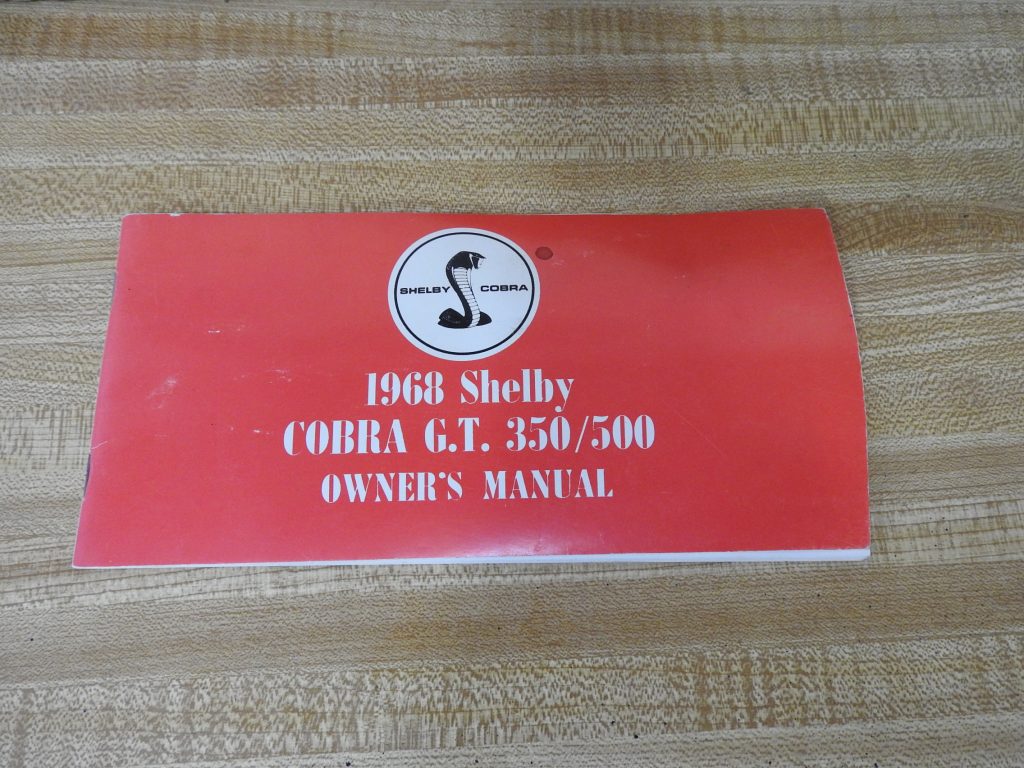 SHELBY COBRA
1968 Shelby
COBRA G.T. 350/500
OWNER'S MANUAL